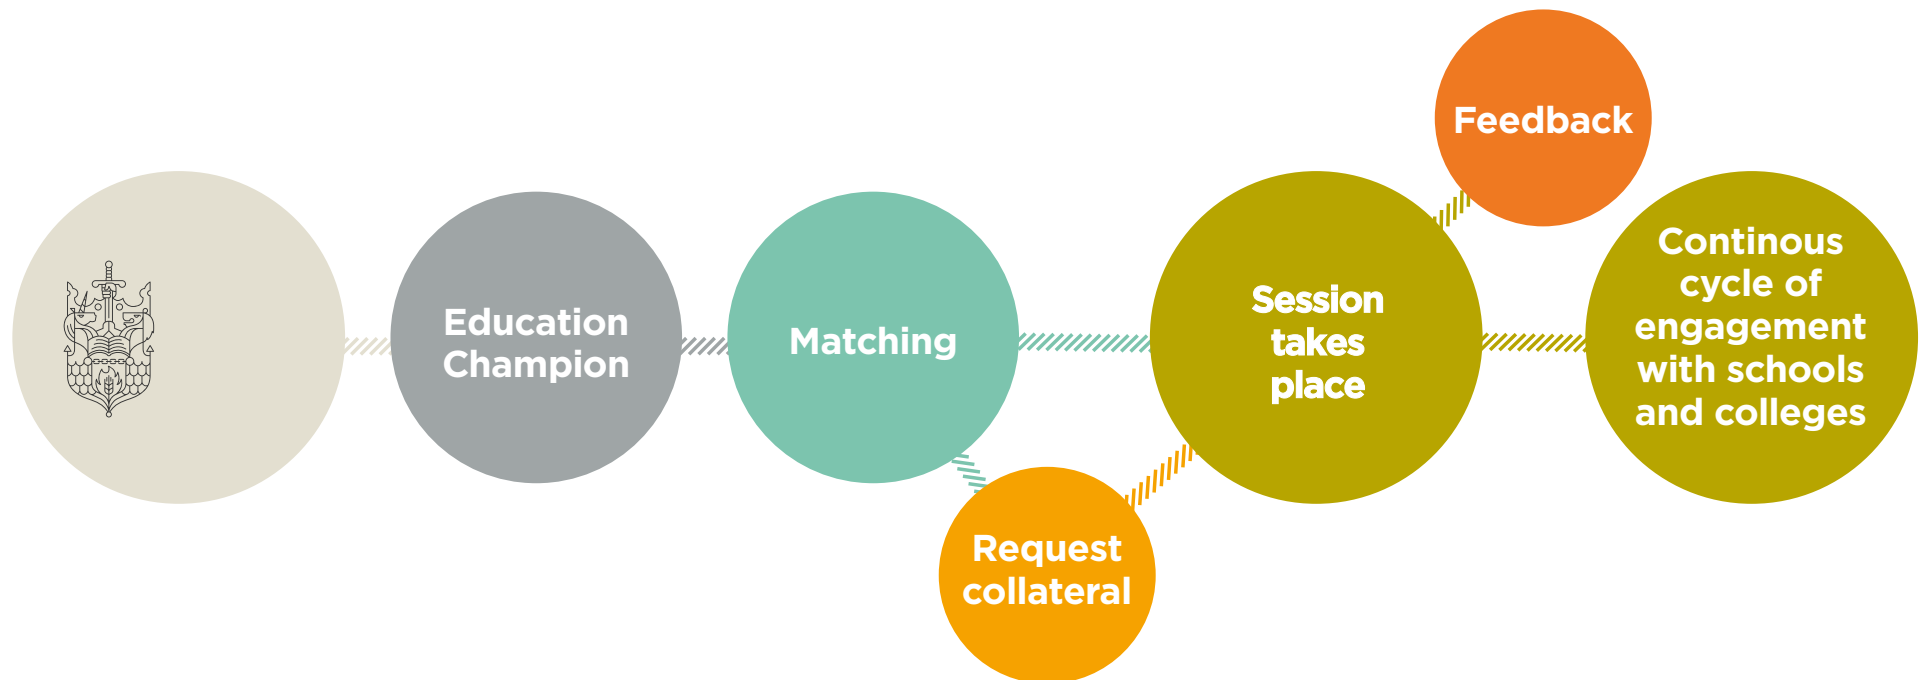 Education
Champion
Matching
Request
collateral
Session
takes
place
Feedback
Continous
cycle of
engagement
with schools
and colleges